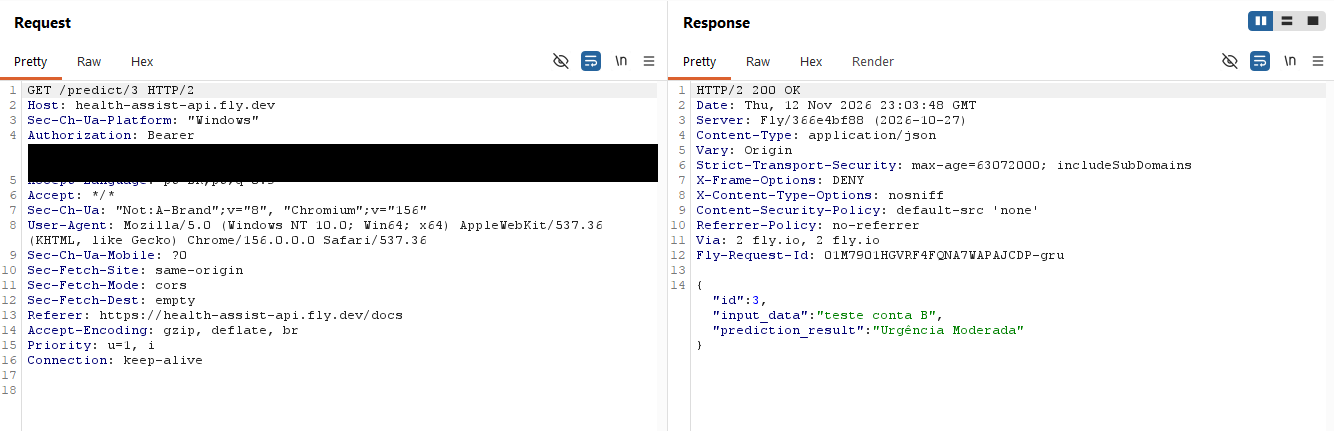 Request
Pretty Raw Hex \n
1 GET /predict/3 HTTP/2
2 Host: health-assist-api.fly.dev
3 Sec-Ch-Ua-Platform: "Windows"
4 Authorization: Bearer
5
6 Accept: */*
7 Sec-Ch-Ua: "Not:A-Brand";v="8", "Chromium";v="156"
8 User-Agent: Mozilla/5.0 (Windows NT 10.0; Win64; x64) AppleWebKit/537.36
(KHTML, like Gecko) Chrome/156.0.0.0 Safari/537.36
9 Sec-Ch-Ua-Mobile: ?0
10 Sec-Fetch-Site: same-origin
11 Sec-Fetch-Mode: cors
12 Sec-Fetch-Dest: empty
13 Referer: https://health-assist-api.fly.dev/docs
14 Accept-Encoding: gzip, deflate, br
15 Priority: u=1, i
16 Connection: keep-alive
17
18
Response
Pretty Raw Hex Render \n
1 HTTP/2 200 OK
2 Date: Thu, 12 Nov 2026 23:03:48 GMT
3 Server: Fly/366e4bf88 (2026-10-27)
4 Content-Type: application/json
5 Vary: Origin
6 Strict-Transport-Security: max-age=63072000; includeSubDomains
7 X-Frame-Options: DENY
8 X-Content-Type-Options: nosniff
9 Content-Security-Policy: default-src 'none'
10 Referrer-Policy: no-referrer
11 Via: 2 fly.io, 2 fly.io
12 Fly-Request-Id: 01M7901HGVRF4FQNA7WAPAJCDP-gru
13
14 {
"id":3,
"input_data":"teste conta B",
"prediction_result":"Urgência Moderada"
}